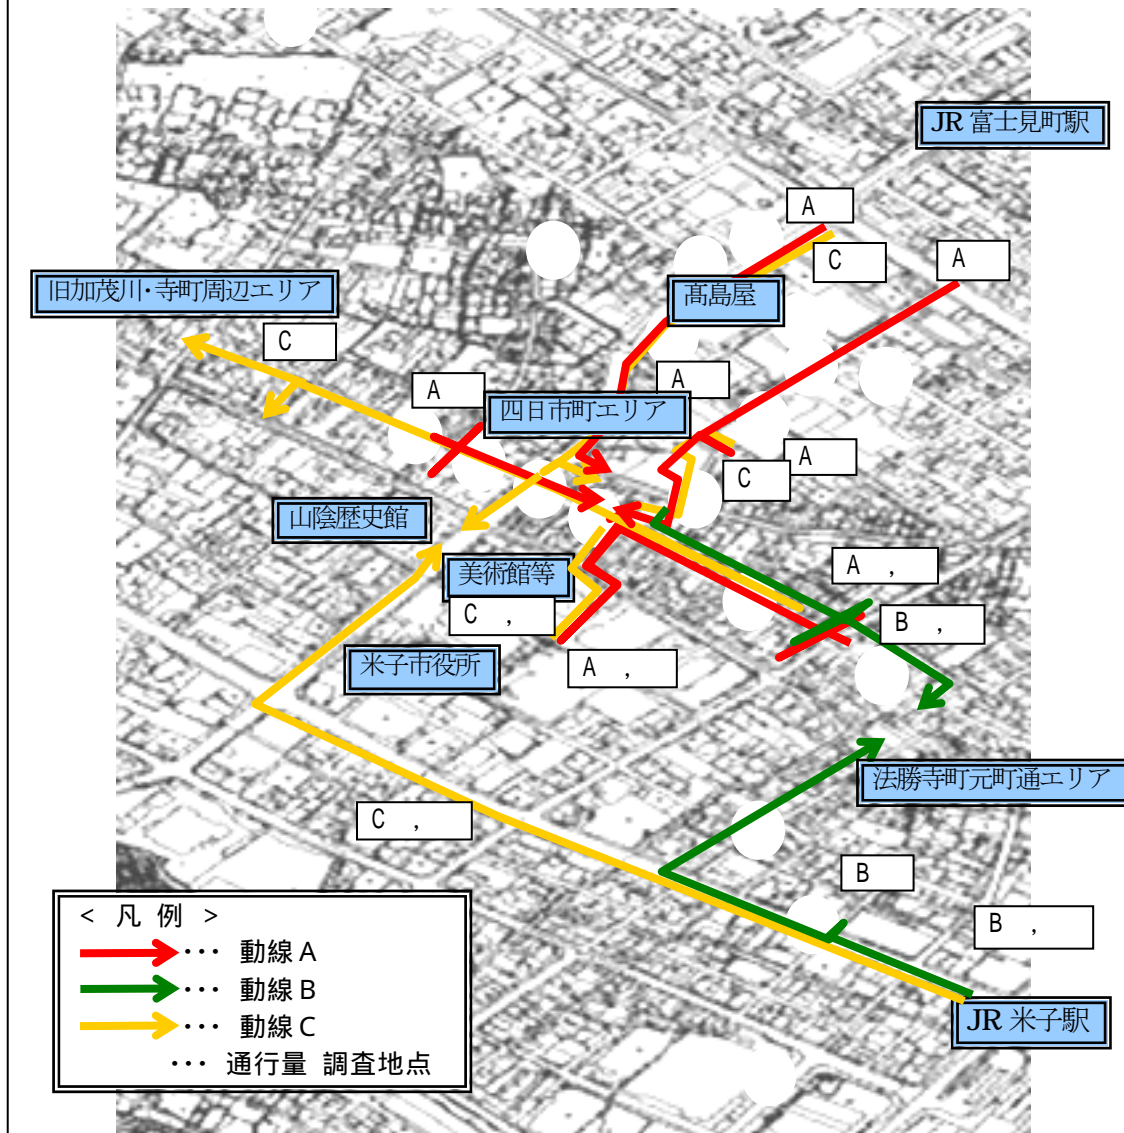 JR 富士見町駅
A
C
A
旧加茂川・寺町周辺エリア
髙島屋
C
A
A
四日市町エリア
A
C
山陰歴史館
美術館等
A ,
C ,
B ,
米子市役所
A ,
法勝寺町元町通エリア
C ,
B
B ,
JR 米子駅
< 凡 例 >
･･･ 動線A
･･･ 動線B
･･･ 動線C
･･･ 通行量 調査地点